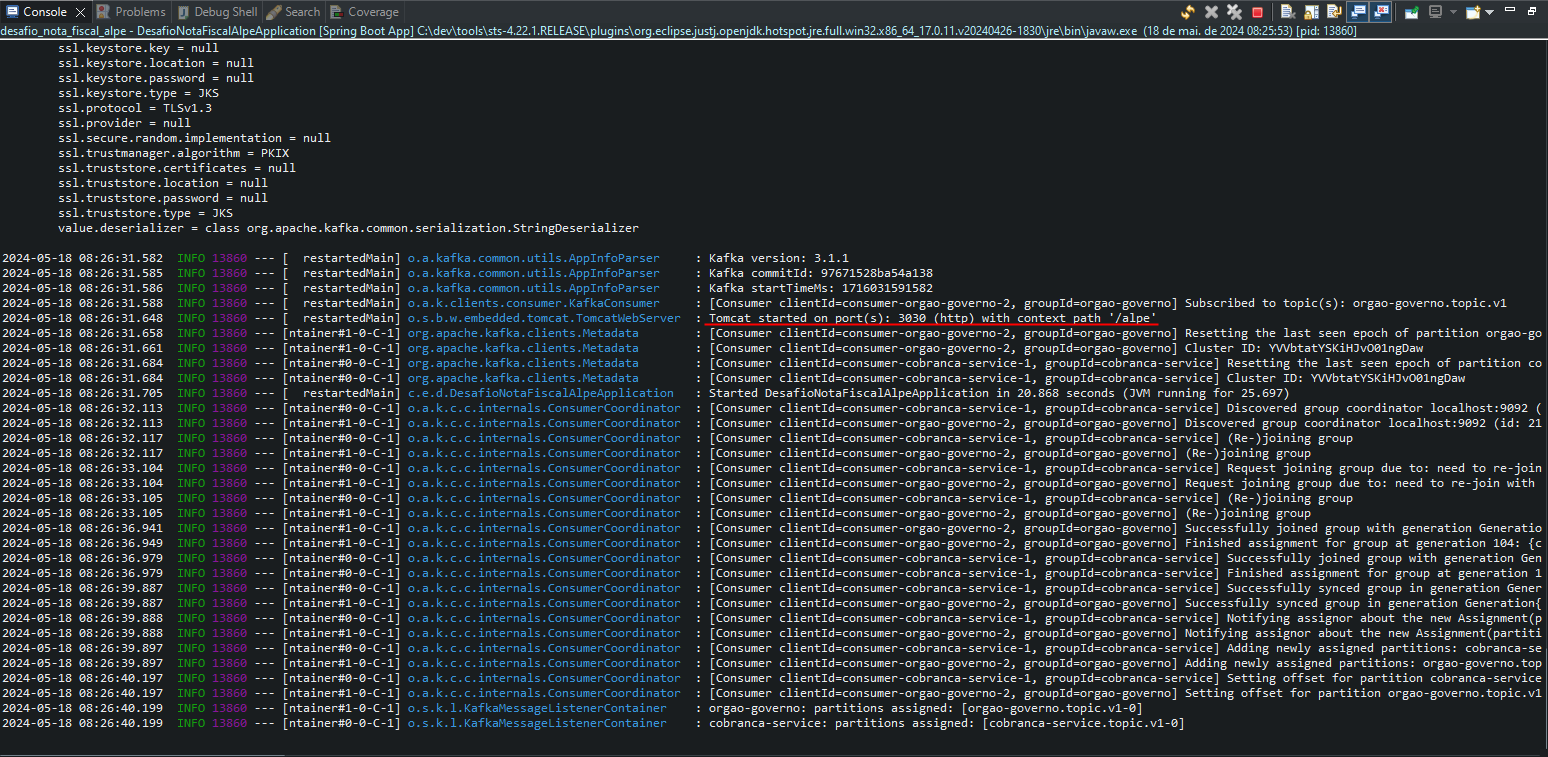 Console Problems Debug Shell Search Coverage
desafio_nota_fiscal_alpe - DesafioNotaFiscalAlpeApplication [Spring Boot App] C:\dev\tools\sts-4.22.1.RELEASE\plugins\org.eclipse.justj.openjdk.hotspot.jre.full.win32.x86_64_17.0.11.v20240426-1830\jre\bin\javaw.exe (18 de mai. de 2024 08:25:53) [pid: 13860]
ssl.keystore.key = null
ssl.keystore.location = null
ssl.keystore.password = null
ssl.keystore.type = JKS
ssl.protocol = TLSv1.3
ssl.provider = null
ssl.secure.random.implementation = null
ssl.trustmanager.algorithm = PKIX
ssl.truststore.certificates = null
ssl.truststore.location = null
ssl.truststore.password = null
ssl.truststore.type = JKS
value.deserializer = class org.apache.kafka.common.serialization.StringDeserializer
2024-05-18 08:26:31.582 INFO 13860 --- [ restartedMain] o.a.kafka.common.utils.AppInfoParser : Kafka version: 3.1.1
2024-05-18 08:26:31.585 INFO 13860 --- [ restartedMain] o.a.kafka.common.utils.AppInfoParser : Kafka commitId: 97671528ba54a138
2024-05-18 08:26:31.586 INFO 13860 --- [ restartedMain] o.a.kafka.common.utils.AppInfoParser : Kafka startTimeMs: 1716031591582
2024-05-18 08:26:31.588 INFO 13860 --- [ restartedMain] o.a.k.clients.consumer.KafkaConsumer : [Consumer clientId=consumer-orgao-governo-2, groupId=orgao-governo] Subscribed to topic(s): orgao-governo.topic.v1
2024-05-18 08:26:31.648 INFO 13860 --- [ restartedMain] o.s.b.w.embedded.tomcat.TomcatWebServer : Tomcat started on port(s): 3030 (http) with context path '/alpe'
2024-05-18 08:26:31.658 INFO 13860 --- [ntainer#1-0-C-1] org.apache.kafka.clients.Metadata : [Consumer clientId=consumer-orgao-governo-2, groupId=orgao-governo] Resetting the last seen epoch of partition orgao-go
2024-05-18 08:26:31.661 INFO 13860 --- [ntainer#1-0-C-1] org.apache.kafka.clients.Metadata : [Consumer clientId=consumer-orgao-governo-2, groupId=orgao-governo] Cluster ID: YVVbtatYSKiHJvO01ngDaw
2024-05-18 08:26:31.684 INFO 13860 --- [ntainer#0-0-C-1] org.apache.kafka.clients.Metadata : [Consumer clientId=consumer-cobranca-service-1, groupId=cobranca-service] Resetting the last seen epoch of partition co
2024-05-18 08:26:31.684 INFO 13860 --- [ntainer#0-0-C-1] org.apache.kafka.clients.Metadata : [Consumer clientId=consumer-cobranca-service-1, groupId=cobranca-service] Cluster ID: YVVbtatYSKiHJvO01ngDaw
2024-05-18 08:26:31.705 INFO 13860 --- [ restartedMain] c.e.d.DesafioNotaFiscalAlpeApplication : Started DesafioNotaFiscalAlpeApplication in 20.868 seconds (JVM running for 25.697)
2024-05-18 08:26:32.113 INFO 13860 --- [ntainer#0-0-C-1] o.a.k.c.c.internals.ConsumerCoordinator : [Consumer clientId=consumer-cobranca-service-1, groupId=cobranca-service] Discovered group coordinator localhost:9092 (
2024-05-18 08:26:32.113 INFO 13860 --- [ntainer#1-0-C-1] o.a.k.c.c.internals.ConsumerCoordinator : [Consumer clientId=consumer-orgao-governo-2, groupId=orgao-governo] Discovered group coordinator localhost:9092 (id: 21
2024-05-18 08:26:32.117 INFO 13860 --- [ntainer#0-0-C-1] o.a.k.c.c.internals.ConsumerCoordinator : [Consumer clientId=consumer-cobranca-service-1, groupId=cobranca-service] (Re-)joining group
2024-05-18 08:26:32.117 INFO 13860 --- [ntainer#1-0-C-1] o.a.k.c.c.internals.ConsumerCoordinator : [Consumer clientId=consumer-orgao-governo-2, groupId=orgao-governo] (Re-)joining group
2024-05-18 08:26:33.104 INFO 13860 --- [ntainer#0-0-C-1] o.a.k.c.c.internals.ConsumerCoordinator : [Consumer clientId=consumer-cobranca-service-1, groupId=cobranca-service] Request joining group due to: need to re-join
2024-05-18 08:26:33.104 INFO 13860 --- [ntainer#1-0-C-1] o.a.k.c.c.internals.ConsumerCoordinator : [Consumer clientId=consumer-orgao-governo-2, groupId=orgao-governo] Request joining group due to: need to re-join with
2024-05-18 08:26:33.105 INFO 13860 --- [ntainer#0-0-C-1] o.a.k.c.c.internals.ConsumerCoordinator : [Consumer clientId=consumer-cobranca-service-1, groupId=cobranca-service] (Re-)joining group
2024-05-18 08:26:33.105 INFO 13860 --- [ntainer#1-0-C-1] o.a.k.c.c.internals.ConsumerCoordinator : [Consumer clientId=consumer-orgao-governo-2, groupId=orgao-governo] (Re-)joining group
2024-05-18 08:26:36.941 INFO 13860 --- [ntainer#1-0-C-1] o.a.k.c.c.internals.ConsumerCoordinator : [Consumer clientId=consumer-orgao-governo-2, groupId=orgao-governo] Successfully joined group with generation Generatio
2024-05-18 08:26:36.949 INFO 13860 --- [ntainer#1-0-C-1] o.a.k.c.c.internals.ConsumerCoordinator : [Consumer clientId=consumer-orgao-governo-2, groupId=orgao-governo] Finished assignment for group at generation 104: {c
2024-05-18 08:26:36.979 INFO 13860 --- [ntainer#0-0-C-1] o.a.k.c.c.internals.ConsumerCoordinator : [Consumer clientId=consumer-cobranca-service-1, groupId=cobranca-service] Successfully joined group with generation Gen
2024-05-18 08:26:36.979 INFO 13860 --- [ntainer#0-0-C-1] o.a.k.c.c.internals.ConsumerCoordinator : [Consumer clientId=consumer-cobranca-service-1, groupId=cobranca-service] Finished assignment for group at generation 1
2024-05-18 08:26:39.887 INFO 13860 --- [ntainer#0-0-C-1] o.a.k.c.c.internals.ConsumerCoordinator : [Consumer clientId=consumer-cobranca-service-1, groupId=cobranca-service] Successfully synced group in generation Gener
2024-05-18 08:26:39.887 INFO 13860 --- [ntainer#1-0-C-1] o.a.k.c.c.internals.ConsumerCoordinator : [Consumer clientId=consumer-orgao-governo-2, groupId=orgao-governo] Successfully synced group in generation Generation{
2024-05-18 08:26:39.888 INFO 13860 --- [ntainer#0-0-C-1] o.a.k.c.c.internals.ConsumerCoordinator : [Consumer clientId=consumer-cobranca-service-1, groupId=cobranca-service] Notifying assignor about the new Assignment(p
2024-05-18 08:26:39.888 INFO 13860 --- [ntainer#1-0-C-1] o.a.k.c.c.internals.ConsumerCoordinator : [Consumer clientId=consumer-orgao-governo-2, groupId=orgao-governo] Notifying assignor about the new Assignment(partiti
2024-05-18 08:26:39.897 INFO 13860 --- [ntainer#0-0-C-1] o.a.k.c.c.internals.ConsumerCoordinator : [Consumer clientId=consumer-cobranca-service-1, groupId=cobranca-service] Adding newly assigned partitions: cobranca-se
2024-05-18 08:26:39.897 INFO 13860 --- [ntainer#1-0-C-1] o.a.k.c.c.internals.ConsumerCoordinator : [Consumer clientId=consumer-orgao-governo-2, groupId=orgao-governo] Adding newly assigned partitions: orgao-governo.top
2024-05-18 08:26:40.197 INFO 13860 --- [ntainer#0-0-C-1] o.a.k.c.c.internals.ConsumerCoordinator : [Consumer clientId=consumer-cobranca-service-1, groupId=cobranca-service] Setting offset for partition cobranca-service
2024-05-18 08:26:40.197 INFO 13860 --- [ntainer#1-0-C-1] o.a.k.c.c.internals.ConsumerCoordinator : [Consumer clientId=consumer-orgao-governo-2, groupId=orgao-governo] Setting offset for partition orgao-governo.topic.v1
2024-05-18 08:26:40.199 INFO 13860 --- [ntainer#1-0-C-1] o.s.k.l.KafkaMessageListenerContainer : orgao-governo: partitions assigned: [orgao-governo.topic.v1-0]
2024-05-18 08:26:40.199 INFO 13860 --- [ntainer#0-0-C-1] o.s.k.l.KafkaMessageListenerContainer : cobranca-service: partitions assigned: [cobranca-service.topic.v1-0]